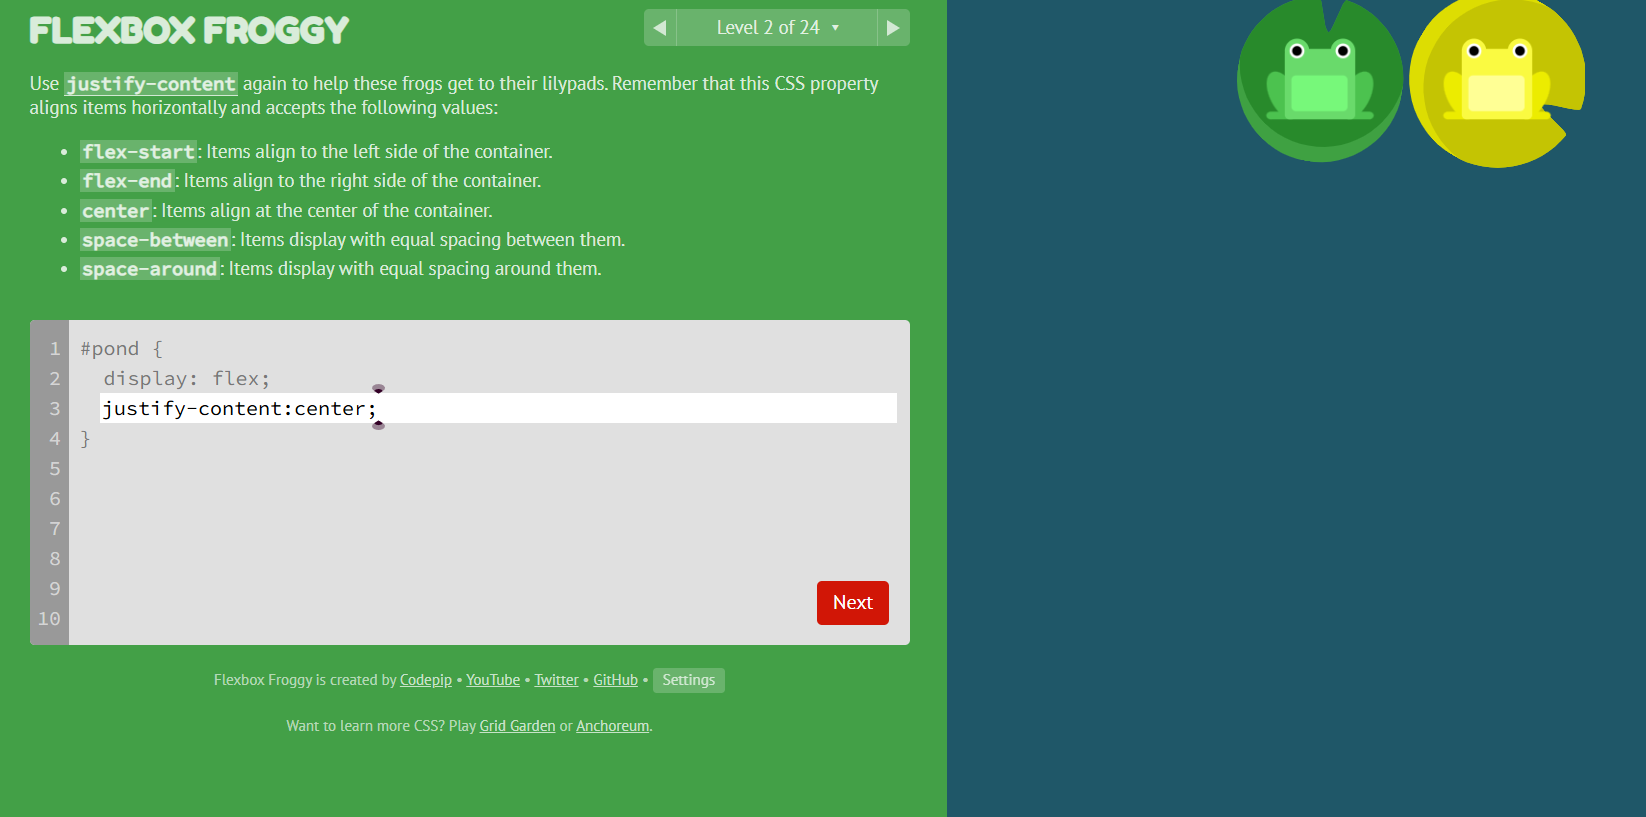 FLEXBOX FROGGY
◀ Level 2 of 24 ▼ ▶
Use justify-content again to help these frogs get to their lilypads. Remember that this CSS property
aligns items horizontally and accepts the following values:
• flex-start: Items align to the left side of the container.
• flex-end: Items align to the right side of the container.
• center: Items align at the center of the container.
• space-between: Items display with equal spacing between them.
• space-around: Items display with equal spacing around them.
1 #pond {
2 display: flex;
3 justify-content:center;
4 }
5
6
7
8
9
10
Next
Flexbox Froggy is created by Codepip • YouTube • Twitter • GitHub • Settings
Want to learn more CSS? Play Grid Garden or Anchoreum.